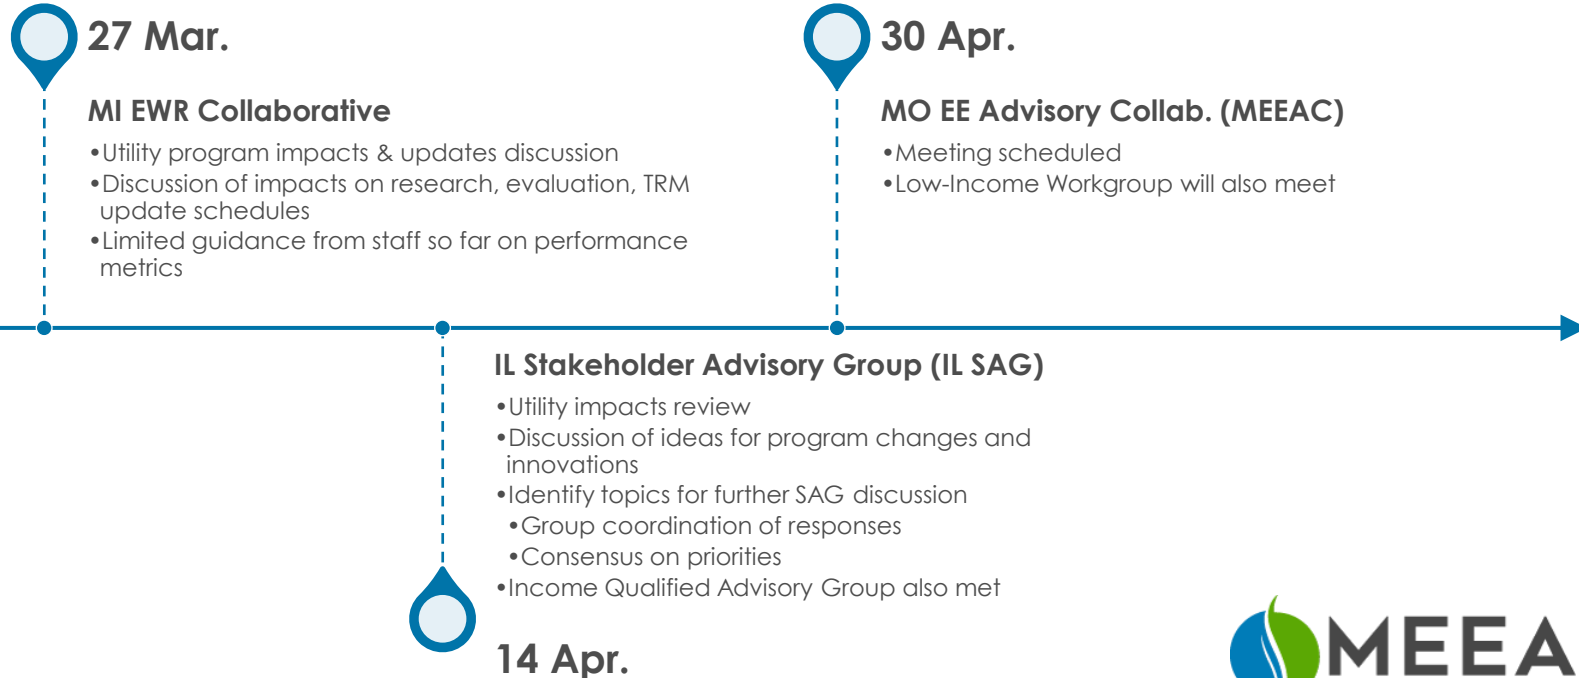 27 Mar.
MI EWR Collaborative
•Utility program impacts & updates discussion
•Discussion of impacts on research, evaluation, TRM
update schedules
•Limited guidance from staff so far on performance
metrics
30 Apr.
MO EE Advisory Collab. (MEEAC)
•Meeting scheduled
•Low-Income Workgroup will also meet
IL Stakeholder Advisory Group (IL SAG)
•Utility impacts review
•Discussion of ideas for program changes and
innovations
•Identify topics for further SAG discussion
•Group coordination of responses
•Consensus on priorities
•Income Qualified Advisory Group also met
14 Apr.
MEEA